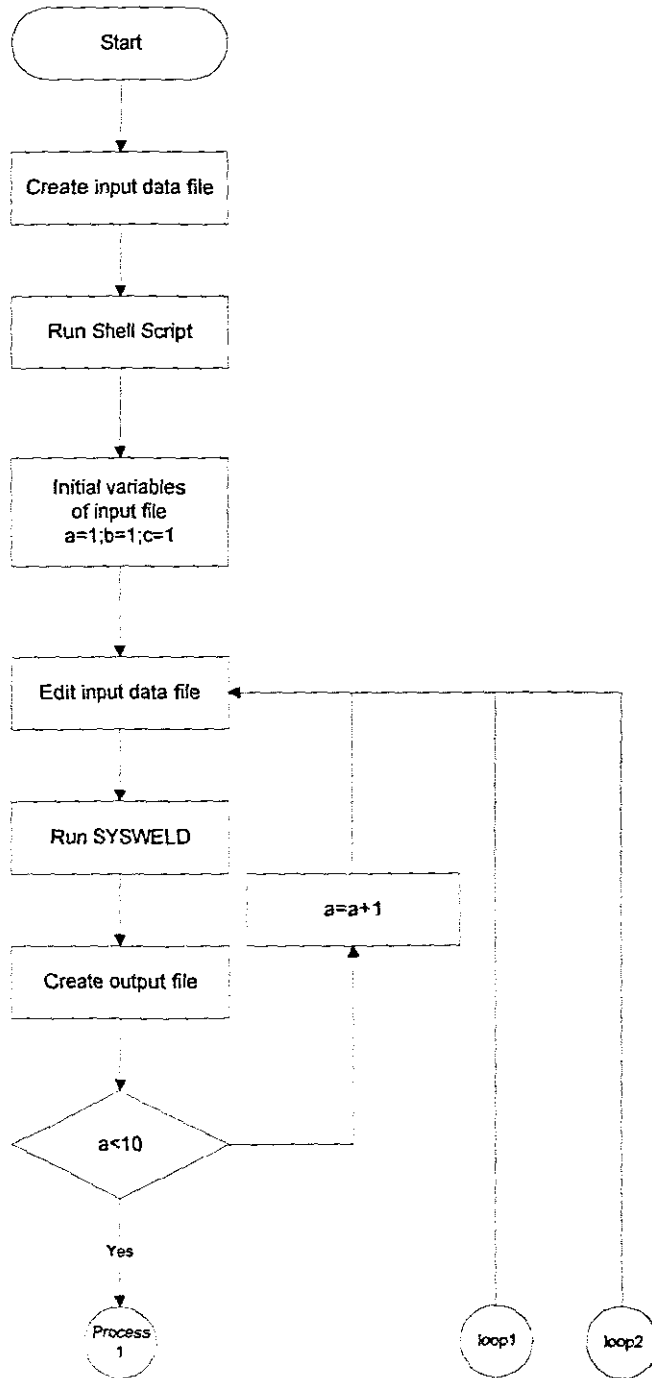 Start
Create input data file
Run Shell Script
Initial variables
of input file
a=1;b=1;c=1
Edit input data file
Run SYSWELD
a=a+1
Create output file
a<10
Yes
Process
1
loop1
loop2